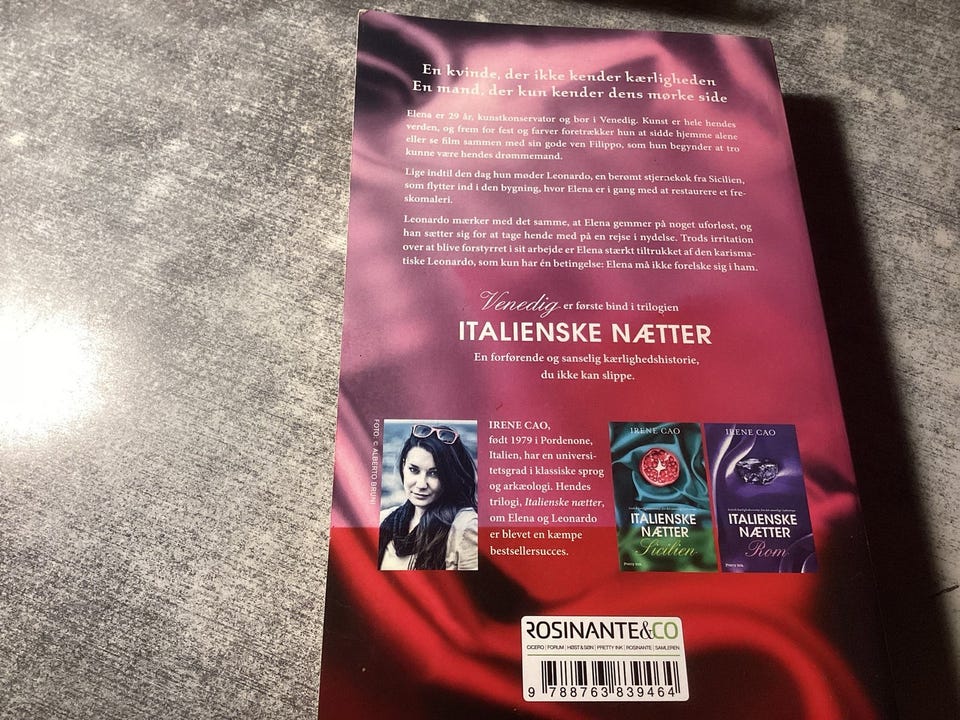 En kvinde, der ikke kender kærligheden
En mand, der kun kender dens mørke side
Elena er 29 år, kunstkonservator og bor i Venedig. Kunst er hele hendes
verden, og frem for fest og farver foretrækker hun at sidde hjemme alene
eller se film sammen med sin gode ven Filippo, som hun begynder at tro
kunne være hendes drømmemand.
Lige indtil den dag hun møder Leonardo, en berømt stjernekok fra Sicilien,
som flytter ind i den bygning, hvor Elena er i gang med at restaurere et fre-
skomaleri.
Leonardo mærker med det samme, at Elena gemmer på noget uforløst, og
han sætter sig for at tage hende med på en rejse i nydelse. Trods irritation
over at blive forstyrret i sit arbejde er Elena stærkt tiltrukket af den karisma-
tiske Leonardo, som kun har én betingelse: Elena må ikke forelske sig i ham.
Venedig er første bind i trilogien
ITALIENSKE NÆTTER
En forførende og sanselig kærlighedshistorie,
du ikke kan slippe.
FOTO: © ALBERTO BRUNI
IRENE CAO,
født 1979 i Pordenone,
Italien, har en universi-
tetsgrad i klassiske sprog
og arkæologi. Hendes
trilogi, Italienske nætter,
om Elena og Leonardo
er blevet en kæmpe
bestsellersucces.
IRENE CAO
ITALIENSKE
NÆTTER
Sicilien
Pretty Ink
IRENE CAO
ITALIENSKE
NÆTTER
Rom
Pretty Ink
ROSINANTE&CO
CICERO | FORUM | HØST&SØN | PRETTY INK | ROSINANTE | SAMLEREN
9 788763 839464